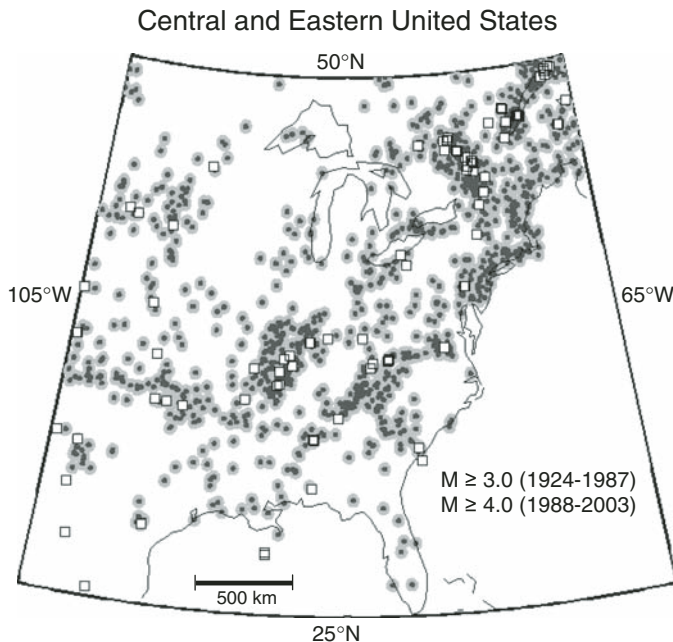 Central and Eastern United States
50°N
105°W
65°W
M ≥ 3.0 (1924-1987)
M ≥ 4.0 (1988-2003)
500 km
25°N